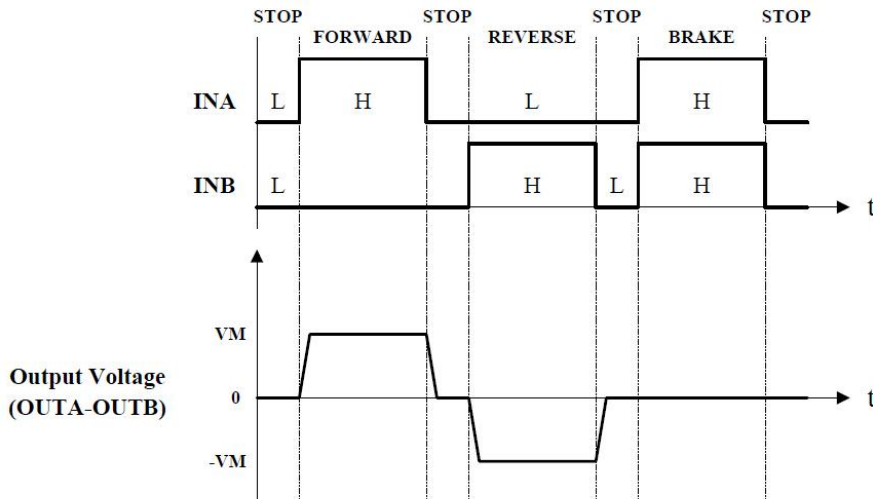 STOP STOP STOP STOP
FORWARD REVERSE BRAKE
INA L H L H
INB L H L H
t
VM
Output Voltage
(OUTA-OUTB)
0
t
-VM